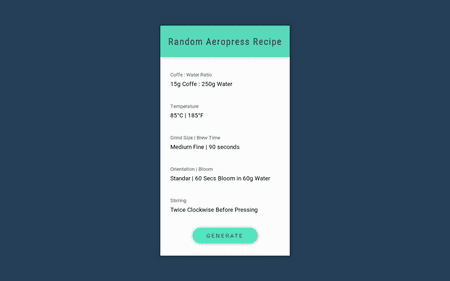 Random Aeropress Recipe
Coffe : Water Ratio
15g Coffe : 250g Water
Temperature
85°C | 185°F
Grind Size | Brew Time
Medium Fine | 90 seconds
Orientation | Bloom
Standar | 60 Secs Bloom in 60g Water
Stirring
Twice Clockwise Before Pressing
GENERATE